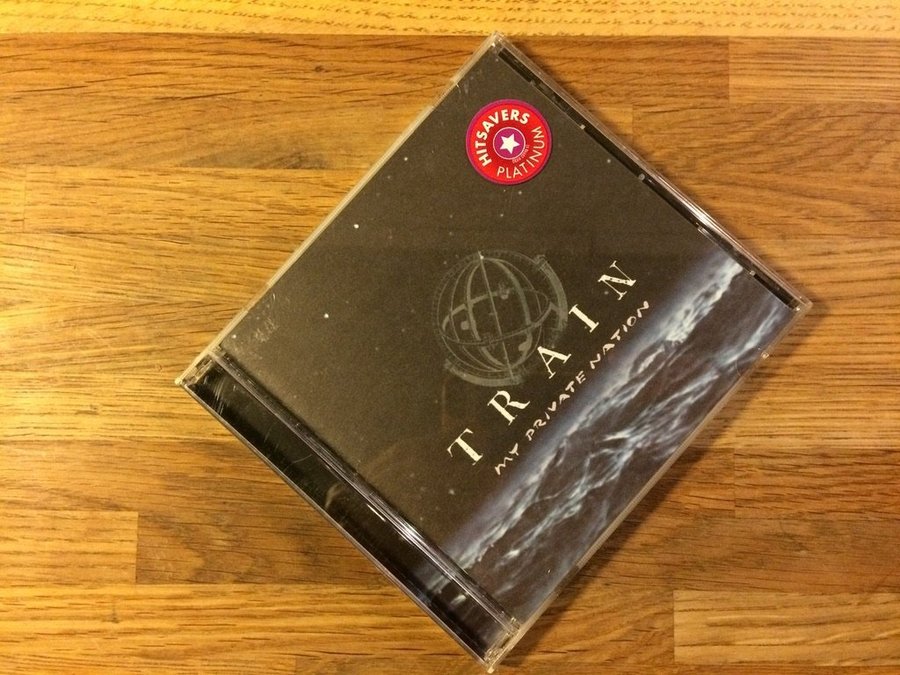 HITSAVERS
PLATINUM
TRAIN
MY PRIVATE NATION